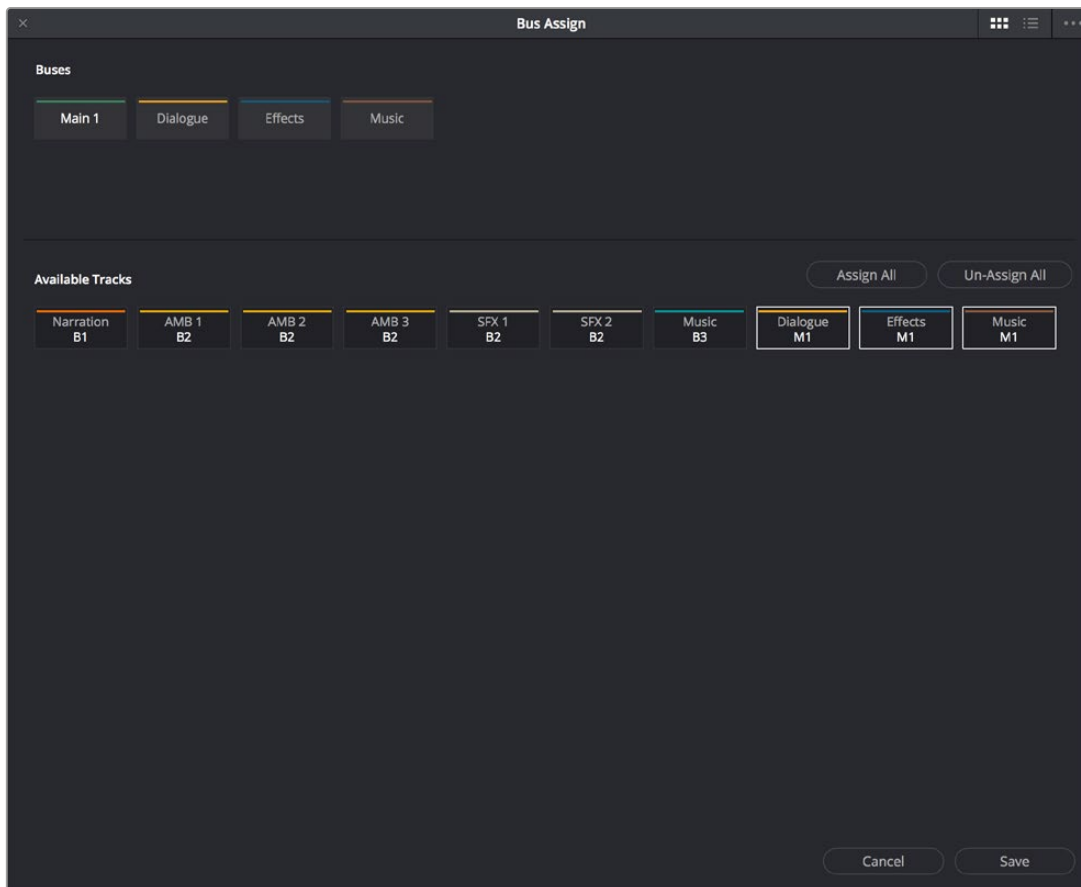 Bus Assign
Buses
Main 1 Dialogue Effects Music
Available Tracks Assign All Un-Assign All
Narration AMB 1 AMB 2 AMB 3 SFX 1 SFX 2 Music Dialogue Effects Music
B1 B2 B2 B2 B2 B2 B3 M1 M1 M1
Cancel Save